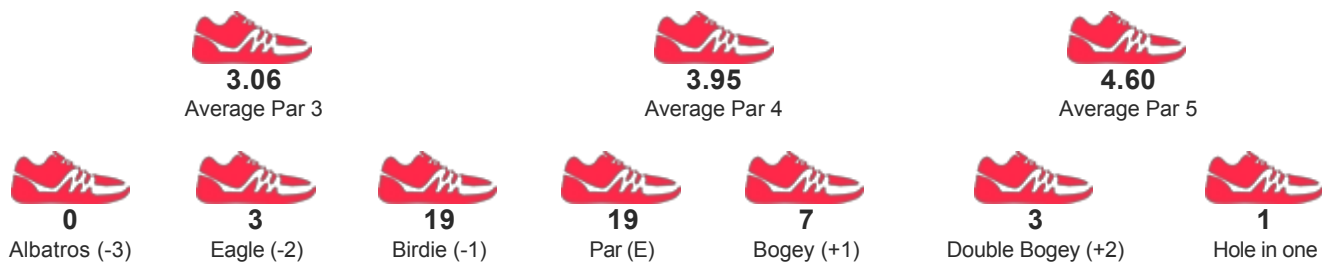 3.06 3.95 4.60
Average Par 3 Average Par 4 Average Par 5
0 3 19 19 7 3 1
Albatros (-3) Eagle (-2) Birdie (-1) Par (E) Bogey (+1) Double Bogey (+2) Hole in one